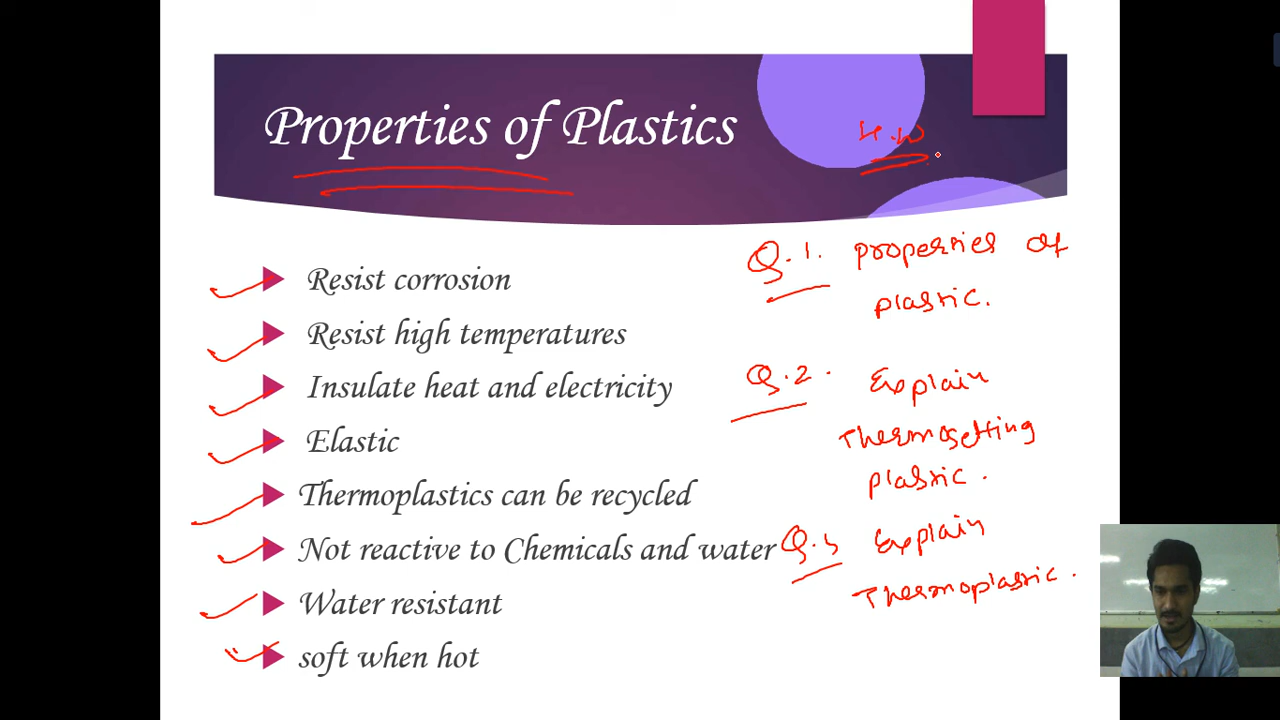 Properties of Plastics
H.W
Resist corrosion
Resist high temperatures
Insulate heat and electricity
Elastic
Thermoplastics can be recycled
Not reactive to Chemicals and water
Water resistant
soft when hot
Q.1. properties of
plastic.
Q.2. Explain
Thermosetting
plastic.
Q.3 Explain
Thermoplastic.